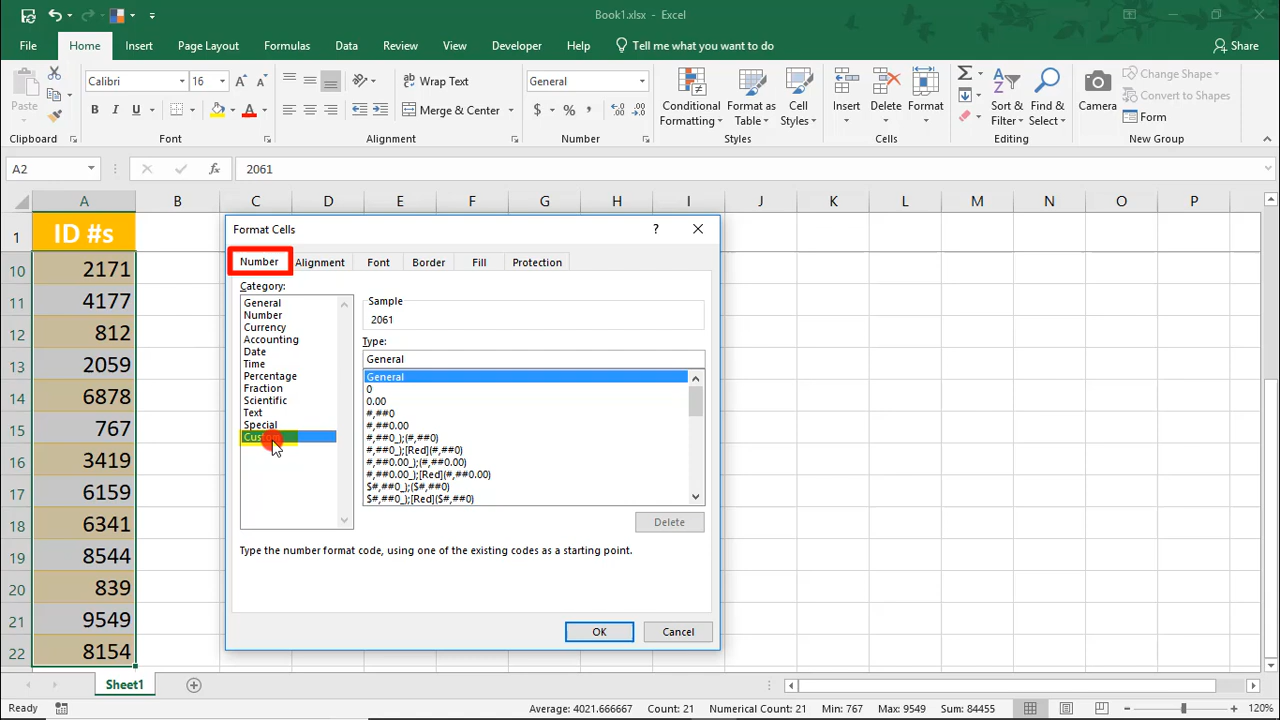 Book1.xlsx - Excel
File Home Insert Page Layout Formulas Data Review View Developer Help Tell me what you want to do Share
Paste
Clipboard
Calibri 16
B I U
Font
Wrap Text
Merge & Center
Alignment
General
$ % ,
Number
Conditional Formatting
Format as Table
Cell Styles
Styles
Insert
Delete
Format
Cells
Sort & Filter
Find & Select
Editing
Camera
Change Shape
Convert to Shapes
Form
New Group
A2 fx 2061
A B C D E F G H I J K L M N O P
1 ID #s
10 2171
11 4177
12 812
13 2059
14 6878
15 767
16 3419
17 6159
18 6341
19 8544
20 839
21 9549
22 8154
Format Cells ?
Number Alignment Font Border Fill Protection
Category:
General
Number
Currency
Accounting
Date
Time
Percentage
Fraction
Scientific
Text
Special
Custom
Sample
2061
Type:
General
General
0
0.00
#,##0
#,##0.00
#,##0_);(#,##0)
#,##0_);[Red](#,##0)
#,##0.00_);(#,##0.00)
#,##0.00_);[Red](#,##0.00)
$#,##0_);($#,##0)
$#,##0_);[Red]($#,##0)
Delete
Type the number format code, using one of the existing codes as a starting point.
OK Cancel
Sheet1
Ready
Average: 4021.666667 Count: 21 Numerical Count: 21 Min: 767 Max: 9549 Sum: 84455 120%